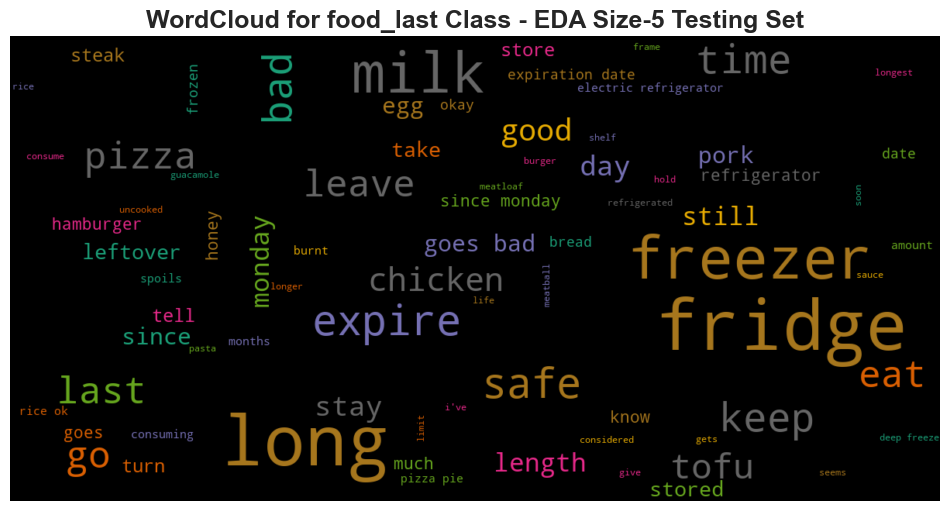 WordCloud for food_last Class - EDA Size-5 Testing Set
steak
store
frame
time
longest
rice
frozen
bad
milk
expiration date
electric refrigerator
egg
okay
good
shelf
consume
pizza
guacamole
take
burger
day
pork
date
leave
meatloaf
hold
refrigerator
soon
since monday
refrigerated
uncooked
hamburger
honey
still
leftover
monday
burnt
goes bad
bread
freezer
amount
spoils
longer
chicken
meatball
sauce
life
tell
expire
fridge
since
pasta
months
last
safe
eat
rice ok
stay
i've
know
keep
goes
consuming
long
limit
considered
gets
deep freeze
go
turn
much
pizza pie
length
give
tofu
seems
stored